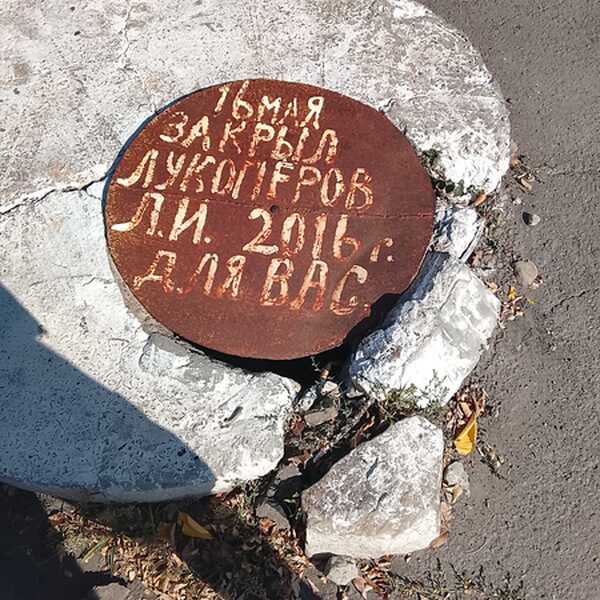 16 МАЯ
ЗАКРЫЛ
ЛУКОПЕРОВ
Л.И. 2016 г.
ДЛЯ ВАС.